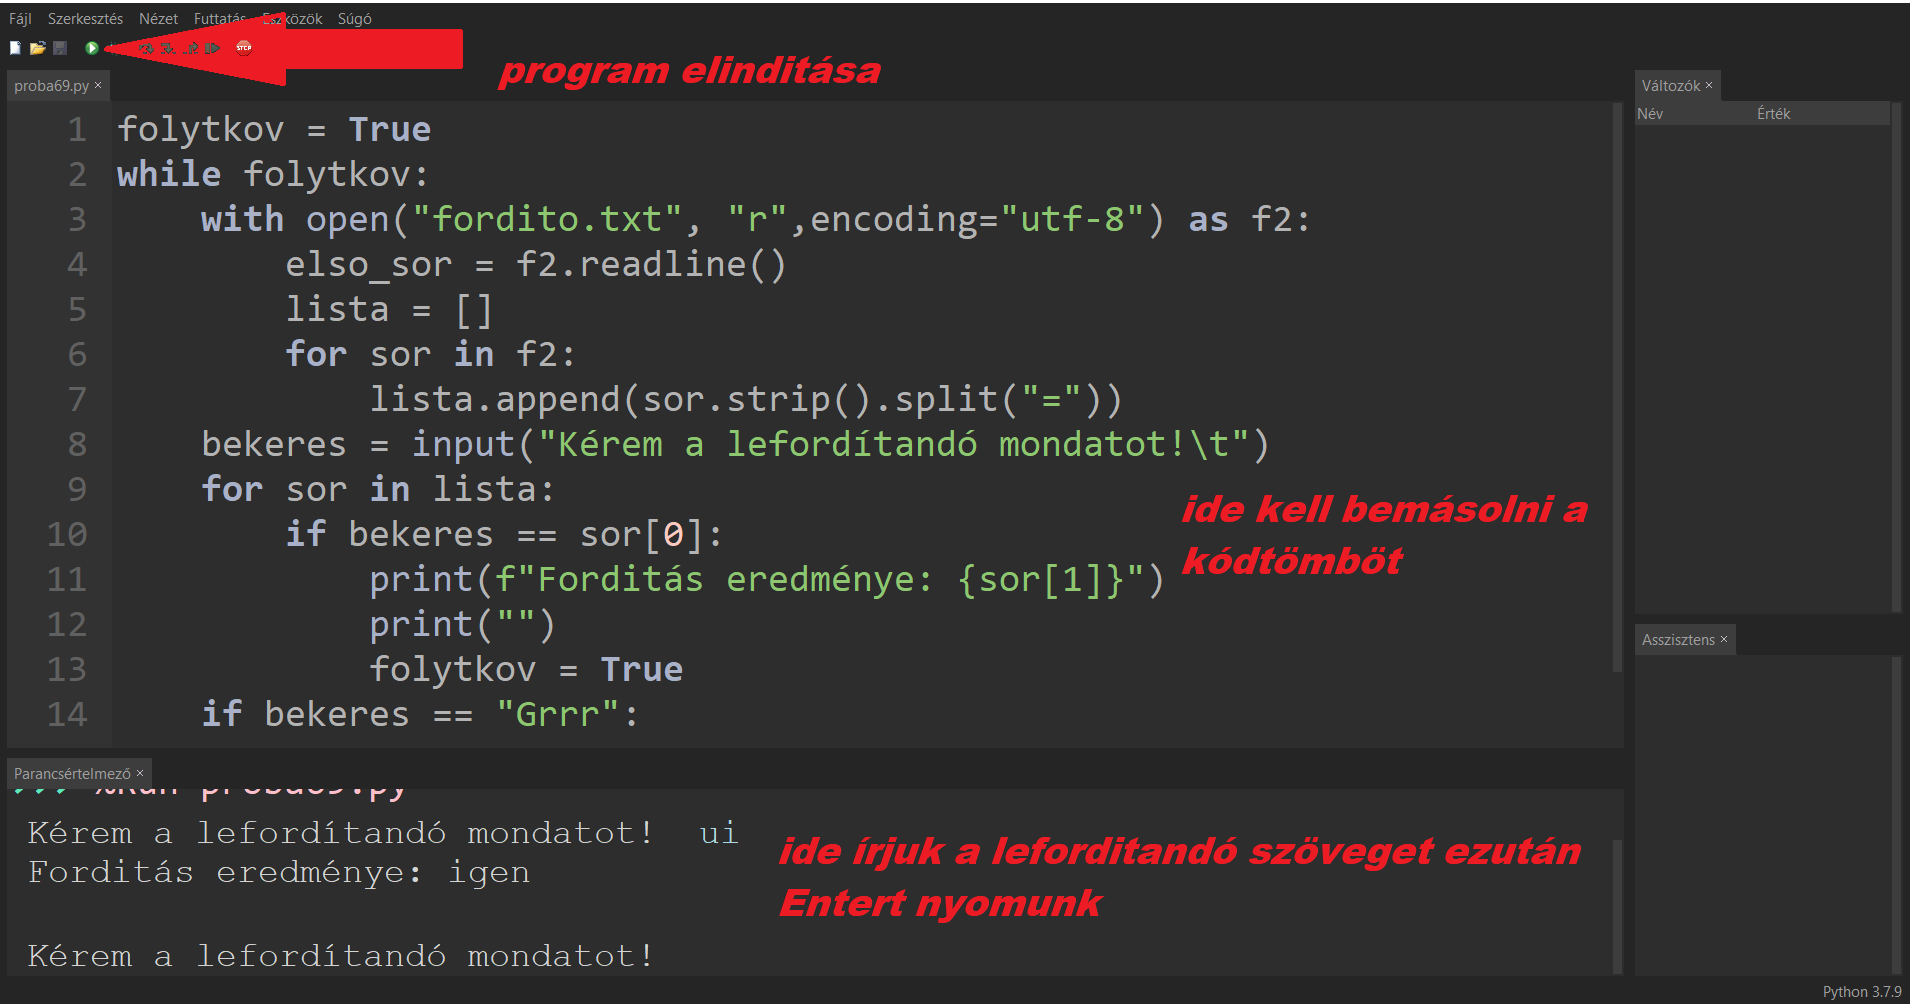 Fájl Szerkesztés Nézet Futtatás Eszközök Súgó
STOP
program elinditása
proba69.py ×
1 folytkov = True
2 while folytkov:
3     with open("fordito.txt", "r",encoding="utf-8") as f2:
4         elso_sor = f2.readline()
5         lista = []
6         for sor in f2:
7             lista.append(sor.strip().split("="))
8     bekeres = input("Kérem a lefordítandó mondatot!\t")
9     for sor in lista:
10         if bekeres == sor[0]:
11             print(f"Forditás eredménye: {sor[1]}")
12             print("")
13             folytkov = True
14     if bekeres == "Grrr":
ide kell bemásolni a
kódtömböt
Változók ×
Név Érték
Asszisztens ×
Parancsértelmező ×
>>> %Run proba69.py
Kérem a lefordítandó mondatot! ui
Forditás eredménye: igen
ide írjuk a leforditandó szöveget ezután
Entert nyomunk
Kérem a lefordítandó mondatot!
Python 3.7.9